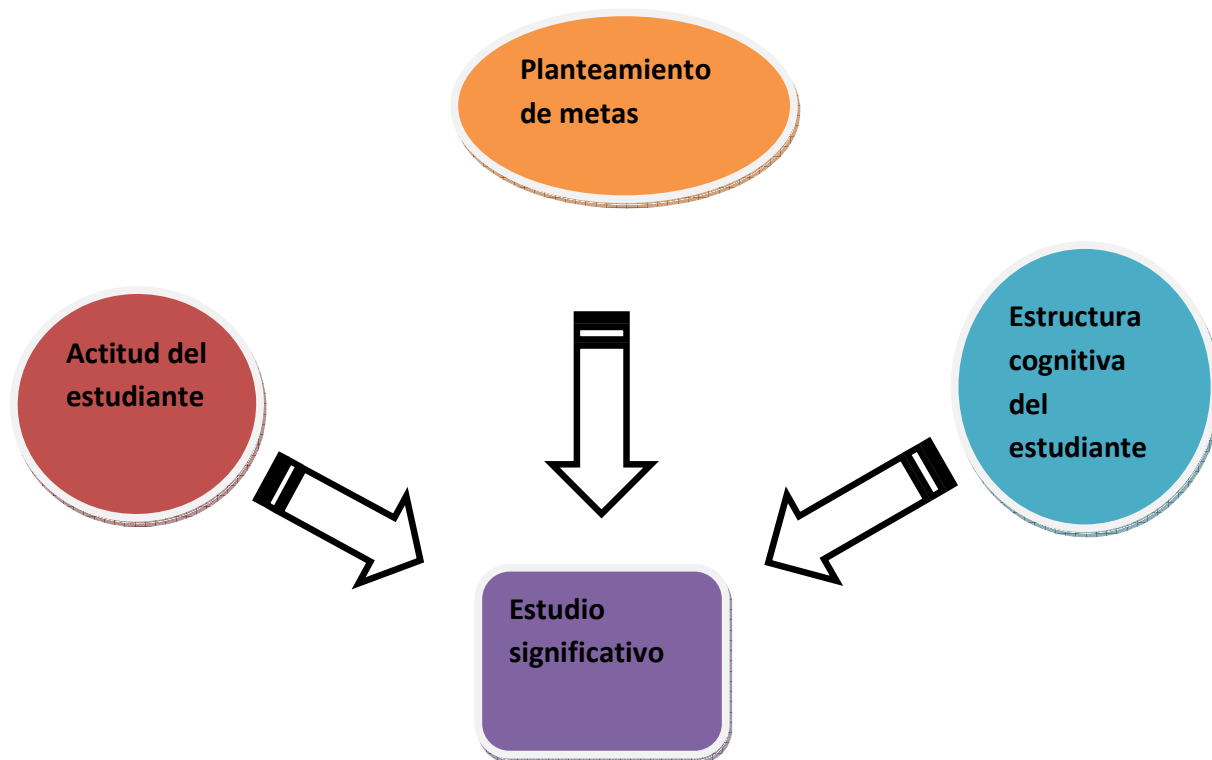 Planteamiento
de metas
Actitud del
estudiante
Estructura
cognitiva
del
estudiante
Estudio
significativo